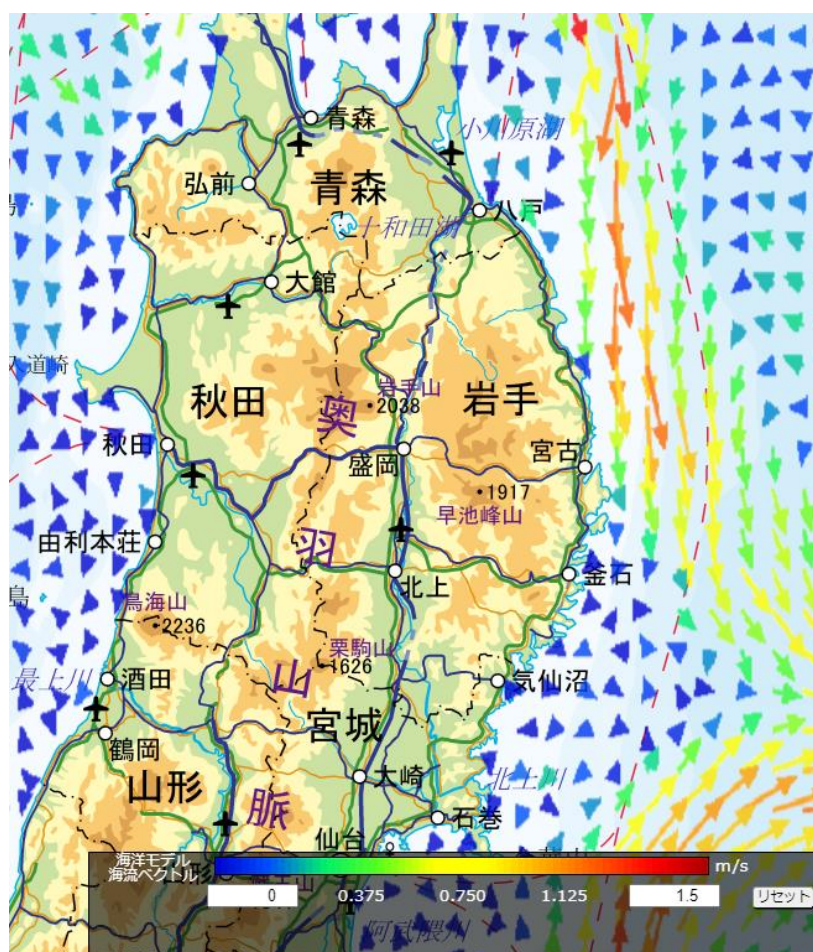 青森
小川原湖
弘前
青森
八戸
十和田湖
大館
入道崎
岩手山
2038
秋田
奥
岩手
秋田
盛岡
宮古
1917
早池峰山
由利本荘
羽
北上
釜石
島
鳥海山
2236
栗駒山
1626
最上川
酒田
山
気仙沼
宮城
鶴岡
山形
大崎
北上川
脈
石巻
仙台
海洋モデル
海流ベクトル
m/s
0
0.375
0.750
1.125
1.5
リセット
阿武隈川